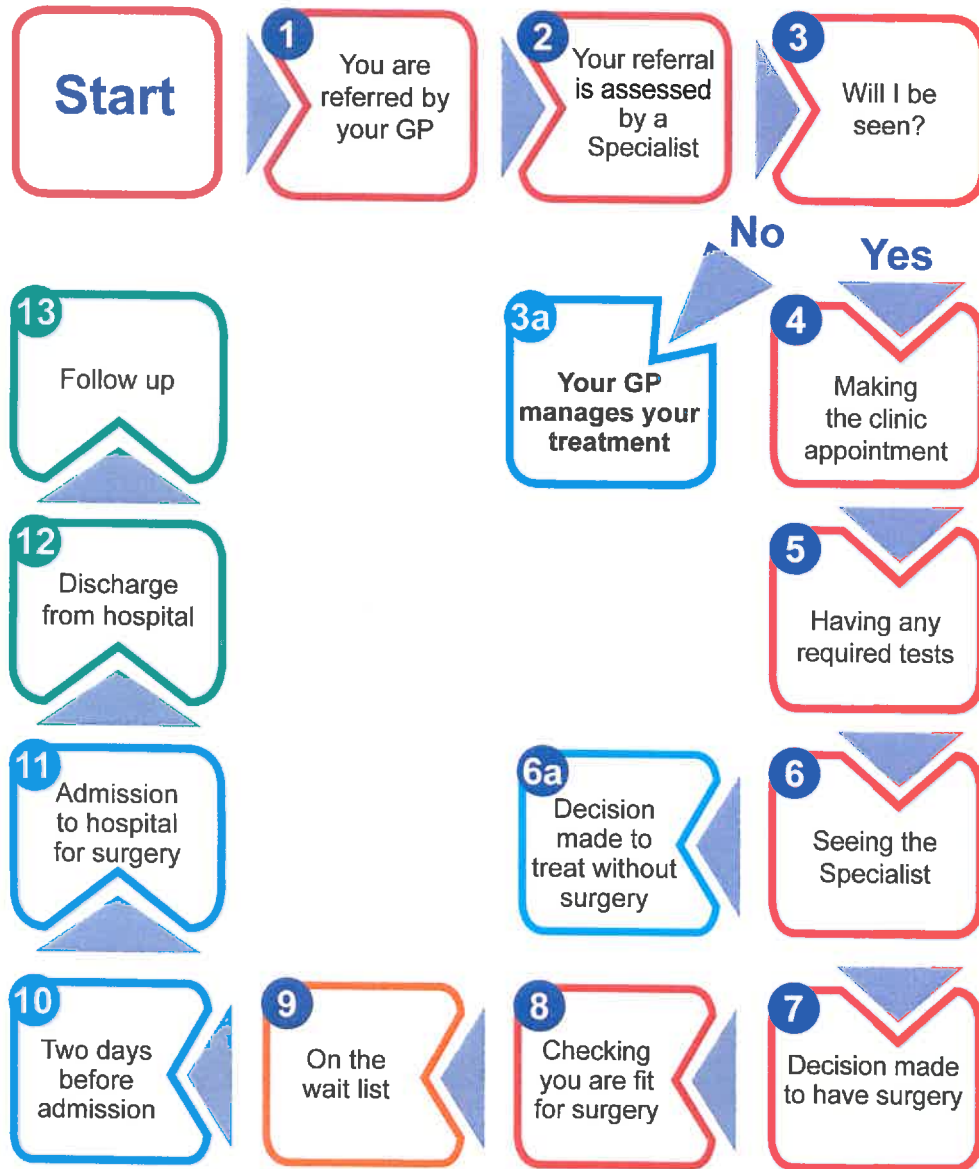 Start
1
You are
referred by
your GP
2
Your referral
is assessed
by a
Specialist
3
Will I be
seen?
No
Yes
3a
Your GP
manages your
treatment
4
Making
the clinic
appointment
5
Having any
required tests
6
Seeing the
Specialist
6a
Decision
made to
treat without
surgery
7
Decision made
to have surgery
8
Checking
you are fit
for surgery
9
On the
wait list
10
Two days
before
admission
11
Admission
to hospital
for surgery
12
Discharge
from hospital
13
Follow up